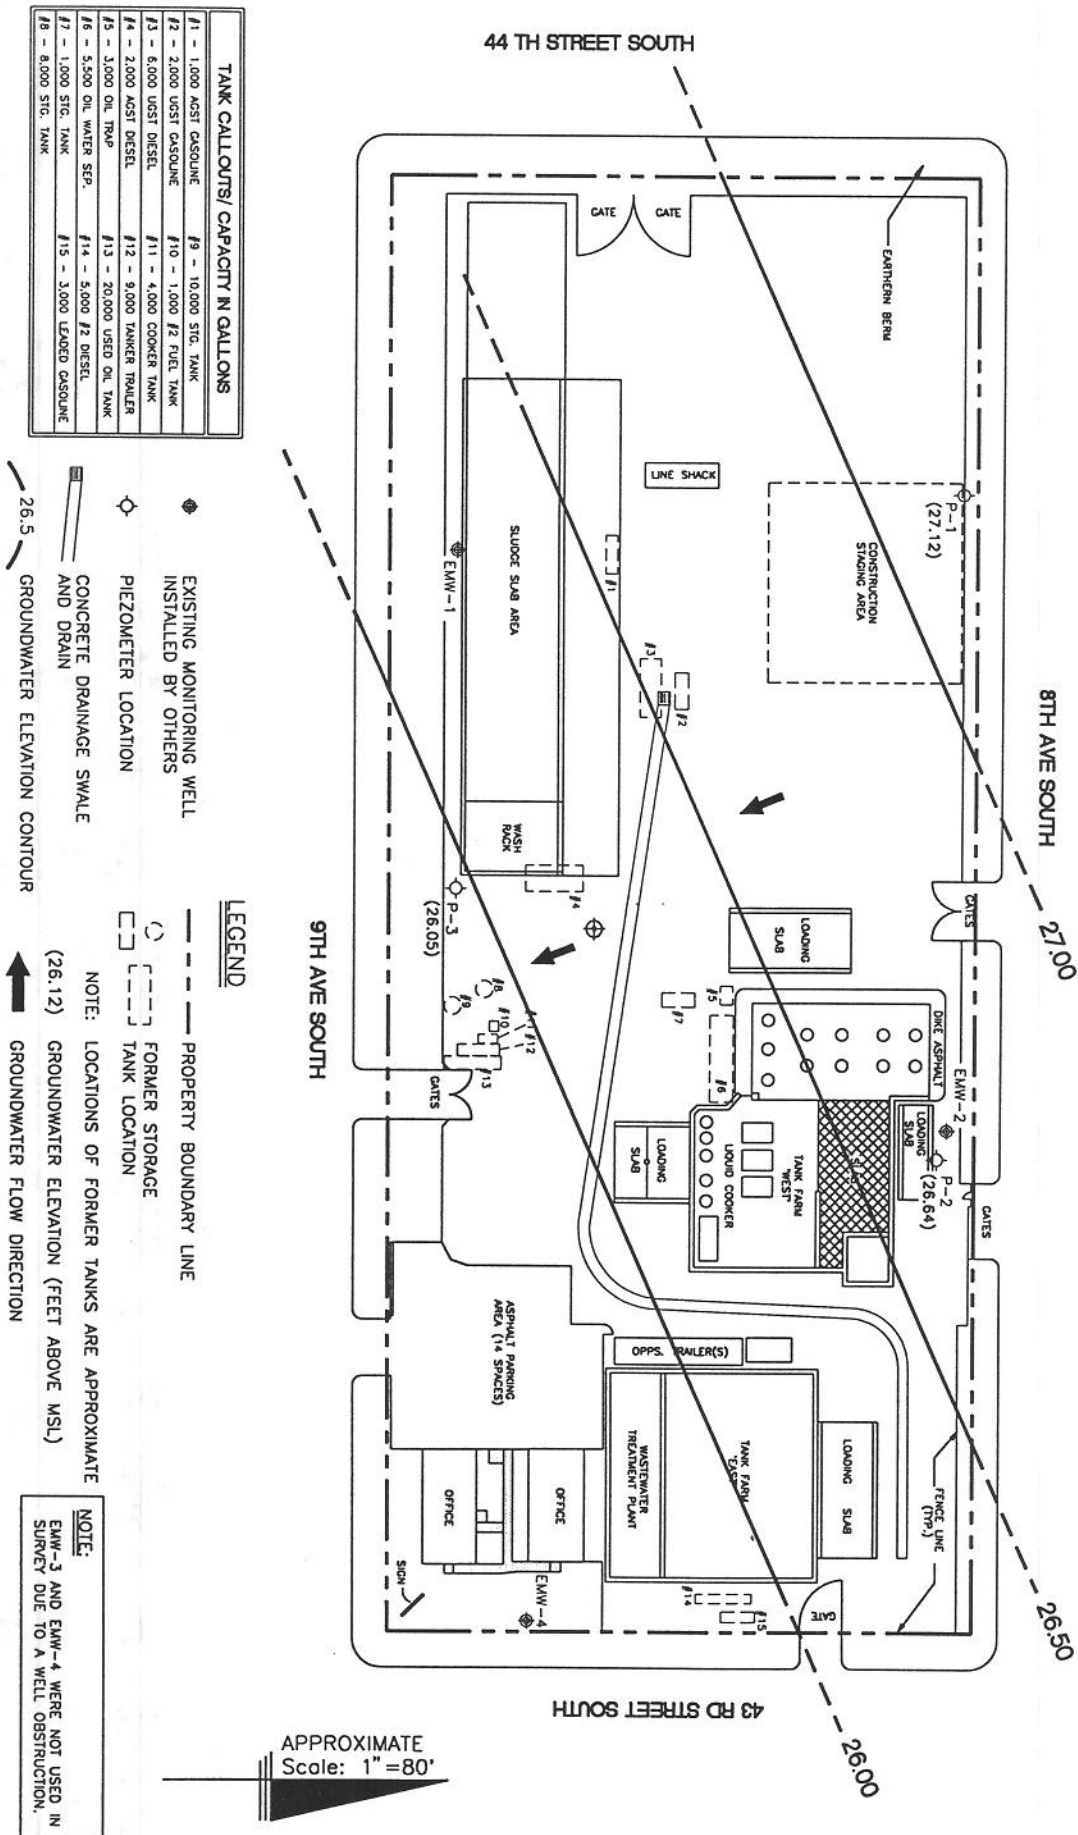 44 TH STREET SOUTH
8TH AVE SOUTH
9TH AVE SOUTH
43 RD STREET SOUTH
27.00
26.50
26.00
EARTHERN BERM
GATE
GATE
P-1
(27.12)
CONSTRUCTION
STAGING AREA
LINE SHACK
SLUDGE SLAB AREA
EMW-1
#1
#2
#3
WASH
RACK
#4
P-3
(26.05)
LOADING
SLAB
GATES
DIKE ASPHALT
EMW-2
#5
#6
#7
#8
#9
#10
#11
#12
#13
GATES
LOADING
SLAB
P-2
(26.64)
GATES
SLAB
TANK FARM
"WEST"
LIQUID COOKER
LOADING
SLAB
ASPHALT PARKING
AREA (14 SPACES)
OPPS. TRAILER(S)
TANK FARM
"EAST"
WASTEWATER
TREATMENT PLANT
LOADING SLAB
FENCE LINE
(TYP.)
OFFICE
OFFICE
SIGN
EMW-4
#14
#15
GATE
TANK CALLOUTS/ CAPACITY IN GALLONS
#1 - 1,000 AGST GASOLINE
#2 - 2,000 UGST GASOLINE
#3 - 6,000 UGST DIESEL
#4 - 2,000 AGST DIESEL
#5 - 3,000 OIL TRAP
#6 - 5,500 OIL WATER SEP.
#7 - 1,000 STG. TANK
#8 - 8,000 STG. TANK
#9 - 10,000 STG. TANK
#10 - 1,000 #2 FUEL TANK
#11 - 4,000 COOKER TANK
#12 - 9,000 TANKER TRAILER
#13 - 20,000 USED OIL TANK
#14 - 5,000 #2 DIESEL
#15 - 3,000 LEADED GASOLINE
LEGEND
EXISTING MONITORING WELL
INSTALLED BY OTHERS
PIEZOMETER LOCATION
CONCRETE DRAINAGE SWALE
AND DRAIN
26.5
GROUNDWATER ELEVATION CONTOUR
PROPERTY BOUNDARY LINE
FORMER STORAGE
TANK LOCATION
NOTE: LOCATIONS OF FORMER TANKS ARE APPROXIMATE
(26.12) GROUNDWATER ELEVATION (FEET ABOVE MSL)
GROUNDWATER FLOW DIRECTION
NOTE:
EMW-3 AND EMW-4 WERE NOT USED IN
SURVEY DUE TO A WELL OBSTRUCTION.
APPROXIMATE
Scale: 1"=80'